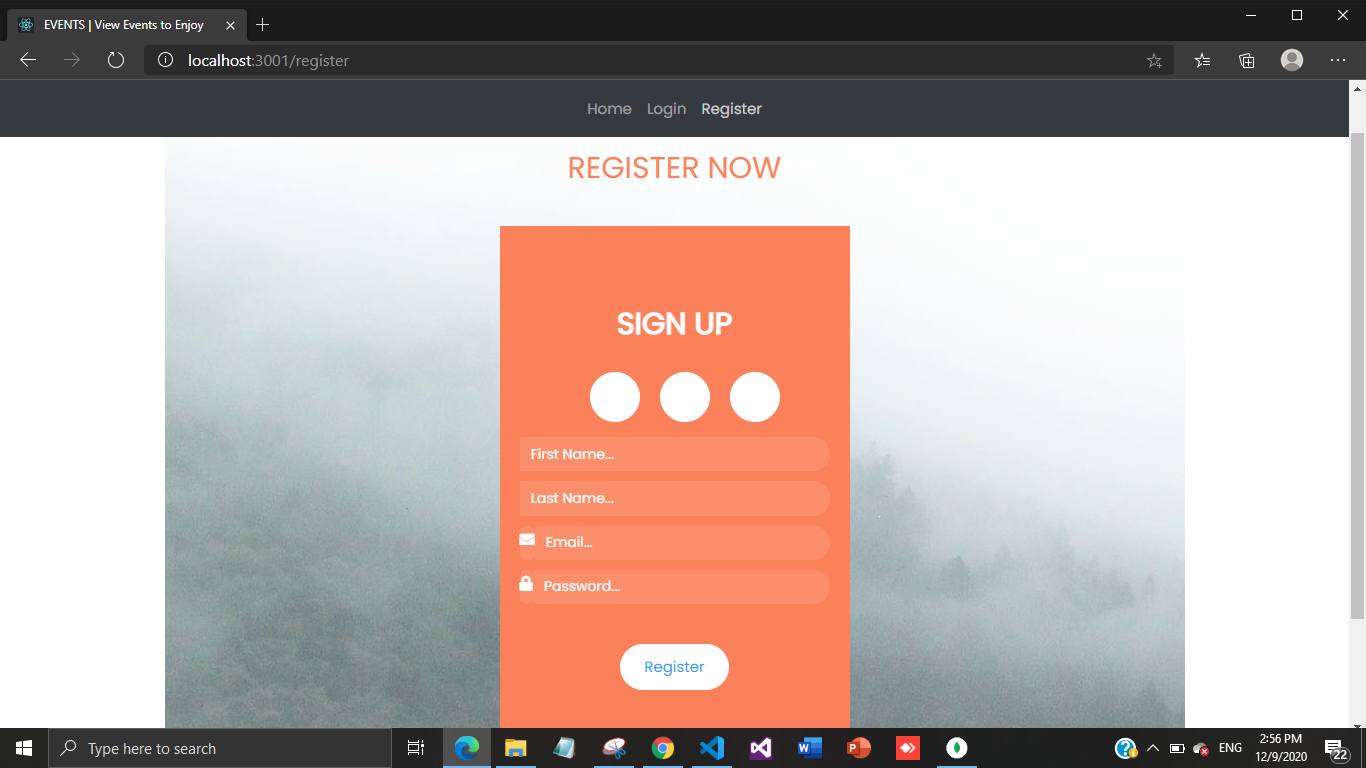 EVENTS | View Events to Enjoy
localhost:3001/register
Home Login Register
REGISTER NOW
SIGN UP
First Name...
Last Name...
Email...
Password...
Register
Type here to search
ENG
2:56 PM
12/9/2020
22